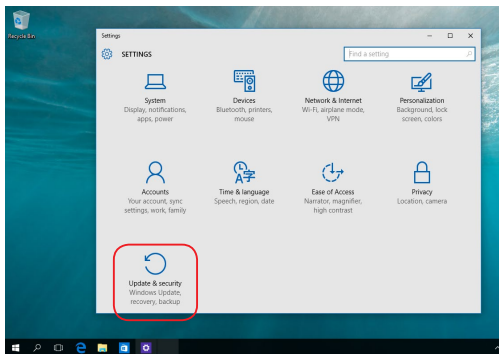 Recycle Bin
Settings
SETTINGS
Find a setting
System
Display, notifications,
apps, power
Devices
Bluetooth, printers,
mouse
Network & Internet
Wi-Fi, airplane mode,
VPN
Personalization
Background, lock
screen, colors
Accounts
Your account, sync
settings, work, family
Time & language
Speech, region, date
Ease of Access
Narrator, magnifier,
high contrast
Privacy
Location, camera
Update & security
Windows Update,
recovery, backup